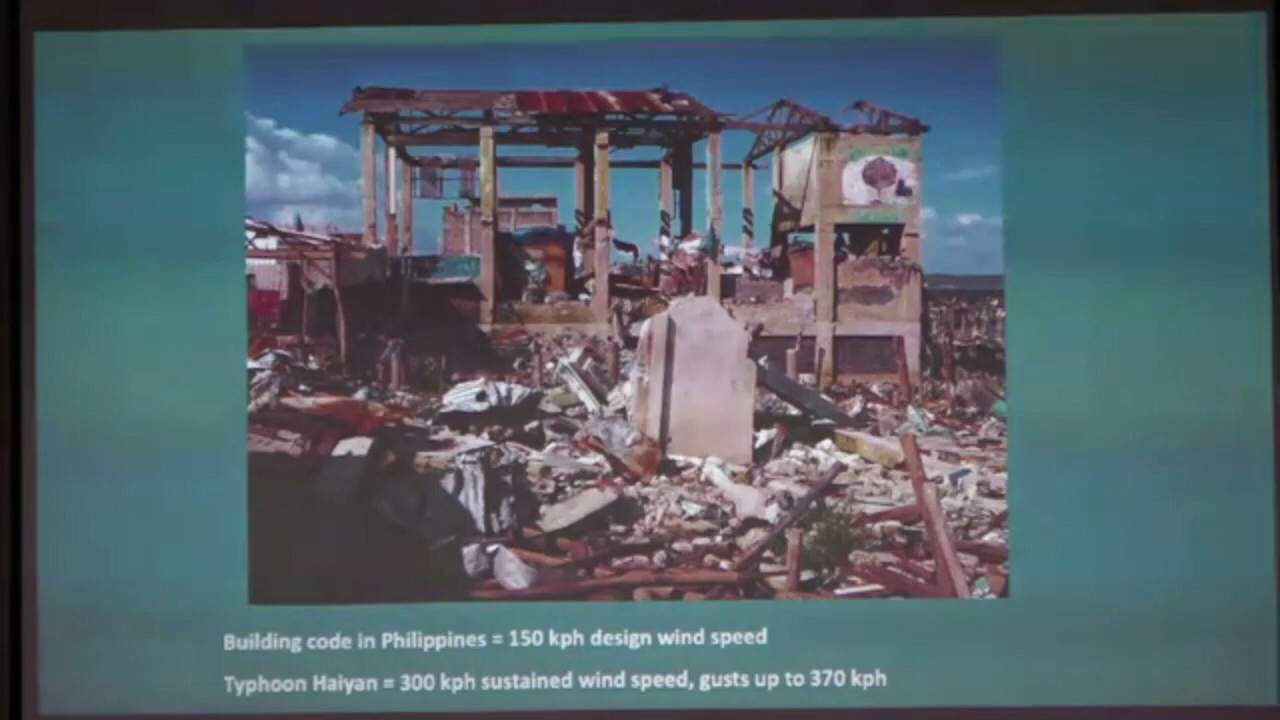 Building code in Philippines = 150 kph design wind speed
Typhoon Haiyan = 300 kph sustained wind speed, gusts up to 370 kph